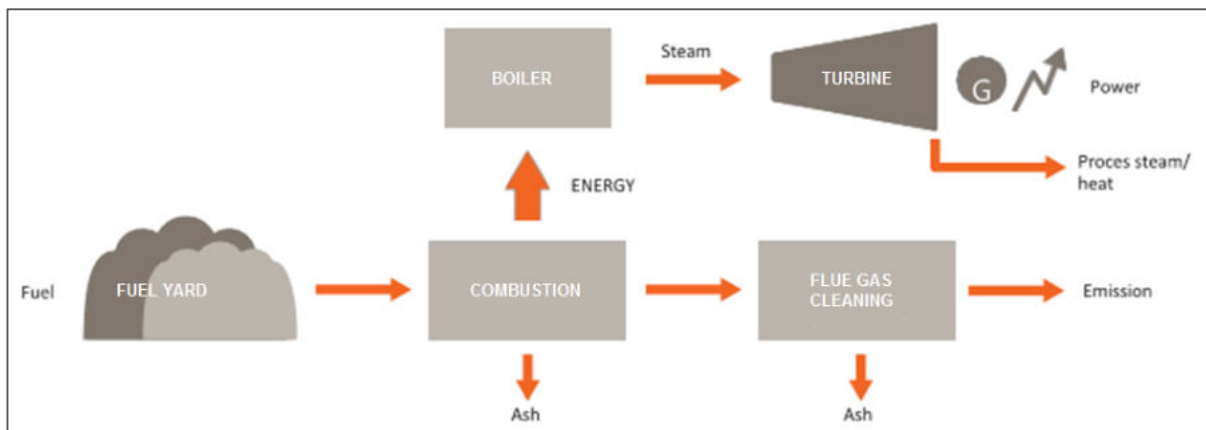 BOILER
Steam
TURBINE
G
Power
Proces steam/
heat
ENERGY
Fuel
FUEL YARD
COMBUSTION
FLUE GAS
CLEANING
Emission
Ash
Ash